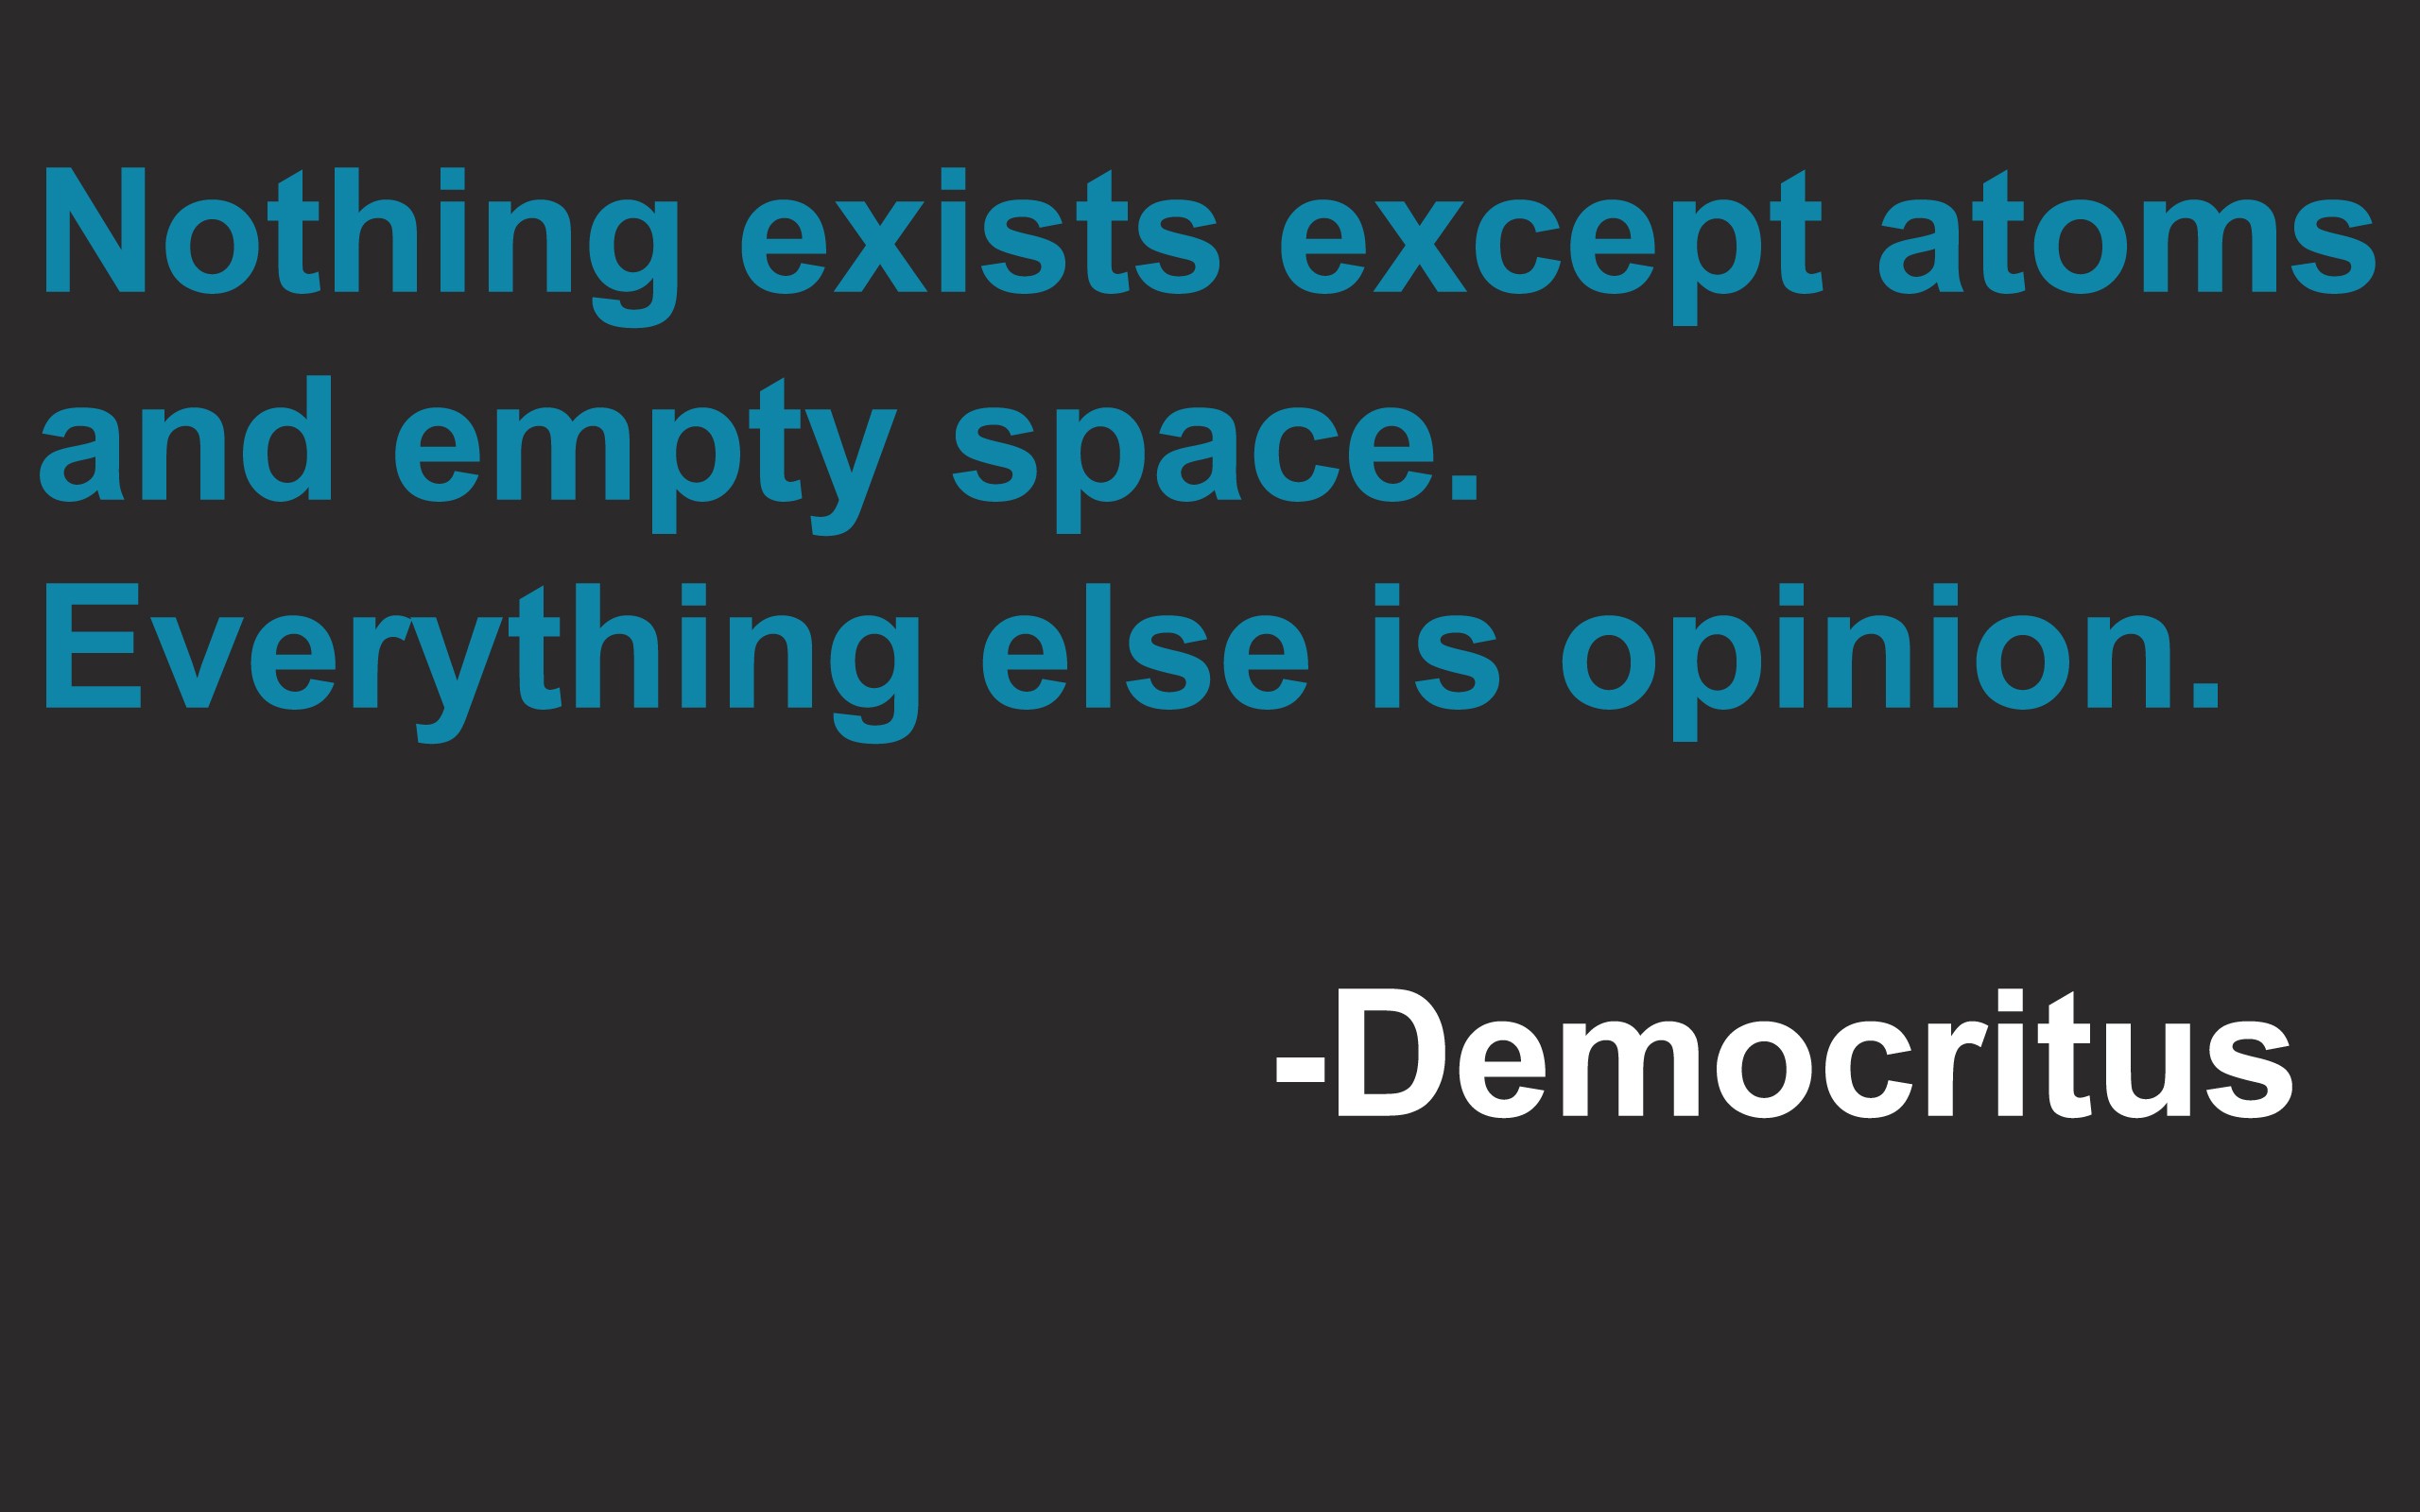 Nothing exists except atoms
and empty space.
Everything else is opinion.
-Democritus